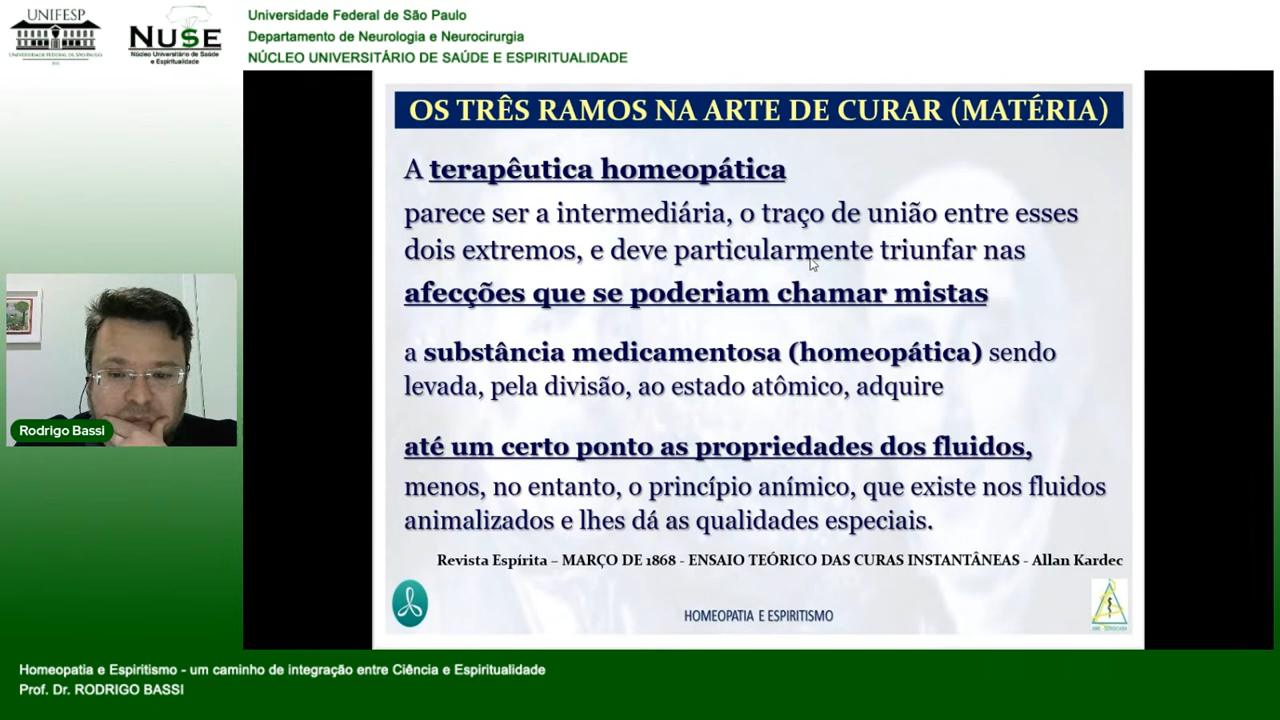 UNIFESP
UNIVERSIDADE FEDERAL DE SÃO PAULO
NUSE
Núcleo Universitário de Saúde
e Espiritualidade
Universidade Federal de São Paulo
Departamento de Neurologia e Neurocirurgia
NÚCLEO UNIVERSITÁRIO DE SAÚDE E ESPIRITUALIDADE
OS TRÊS RAMOS NA ARTE DE CURAR (MATÉRIA)
A terapêutica homeopática
parece ser a intermediária, o traço de união entre esses
dois extremos, e deve particularmente triunfar nas
afecções que se poderiam chamar mistas
a substância medicamentosa (homeopática) sendo
levada, pela divisão, ao estado atômico, adquire
até um certo ponto as propriedades dos fluidos,
menos, no entanto, o princípio anímico, que existe nos fluidos
animalizados e lhes dá as qualidades especiais.
Revista Espírita – MARÇO DE 1868 - ENSAIO TEÓRICO DAS CURAS INSTANTÂNEAS - Allan Kardec
HOMEOPATIA E ESPIRITISMO
Rodrigo Bassi
Homeopatia e Espiritismo - um caminho de integração entre Ciência e Espiritualidade
Prof. Dr. RODRIGO BASSI